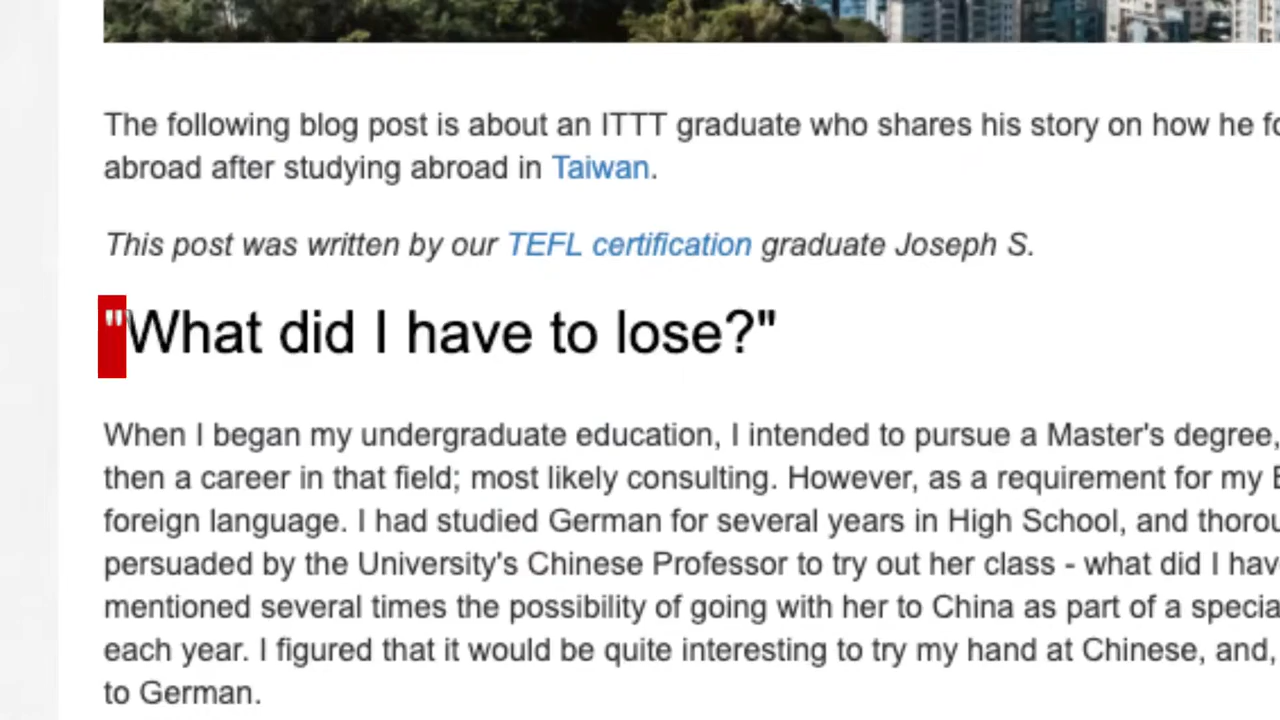 The following blog post is about an ITTT graduate who shares his story on how he
abroad after studying abroad in Taiwan.
This post was written by our TEFL certification graduate Joseph S.
"What did I have to lose?"
When I began my undergraduate education, I intended to pursue a Master's degree,
then a career in that field; most likely consulting. However, as a requirement for my
foreign language. I had studied German for several years in High School, and
persuaded by the University's Chinese Professor to try out her class - what did I
mentioned several times the possibility of going with her to China as part of a
each year. I figured that it would be quite interesting to try my hand at Chinese, and,
to German.